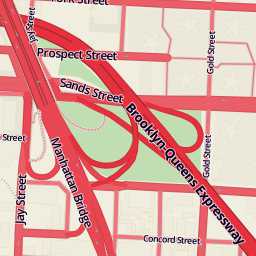 York Street
Prospect Street
Gold Street
Sands Street
Brooklyn-Queens Expressway
Street
Manhattan Bridge
Gold Street
Jay Street
Concord Street